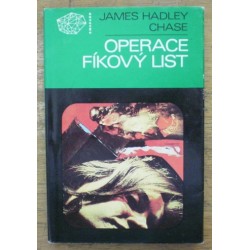 JAMES HADLEY
CHASE
OPERACE
FÍKOVÝ LIST